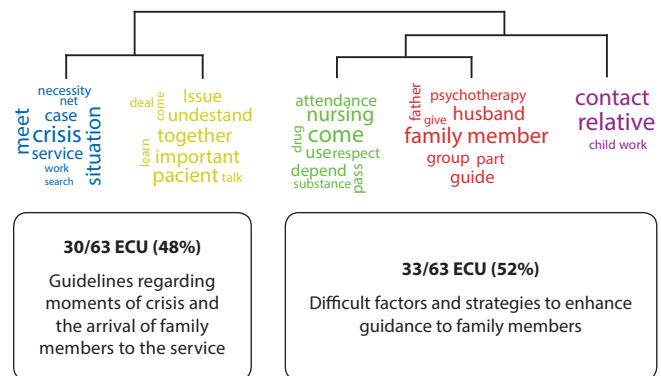 necessity
net
meet
case
crisis
situation
service
work
search
deal
come
Issue
undestand
together
learn
important
pacient
talk
attendance
nursing
drug
come
use
respect
depend
pass
substance
father
psychotherapy
give
husband
family member
group
part
guide
contact
relative
child work
30/63 ECU (48%)
Guidelines regarding
moments of crisis and
the arrival of family
members to the service
33/63 ECU (52%)
Difficult factors and strategies to enhance
guidance to family members